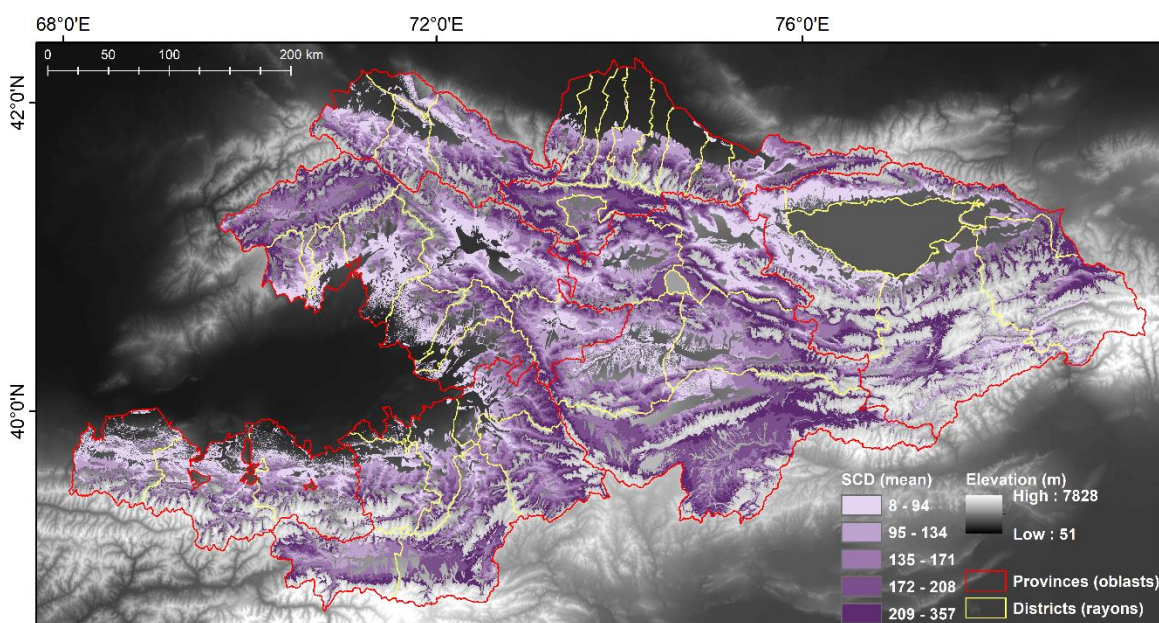 68°0'E 72°0'E 76°0'E
0 50 100 200 km
42°0'N
40°0'N
SCD (mean) Elevation (m)
8 - 94 High : 7828
95 - 134 Low : 51
135 - 171
172 - 208 Provinces (oblasts)
209 - 357 Districts (rayons)